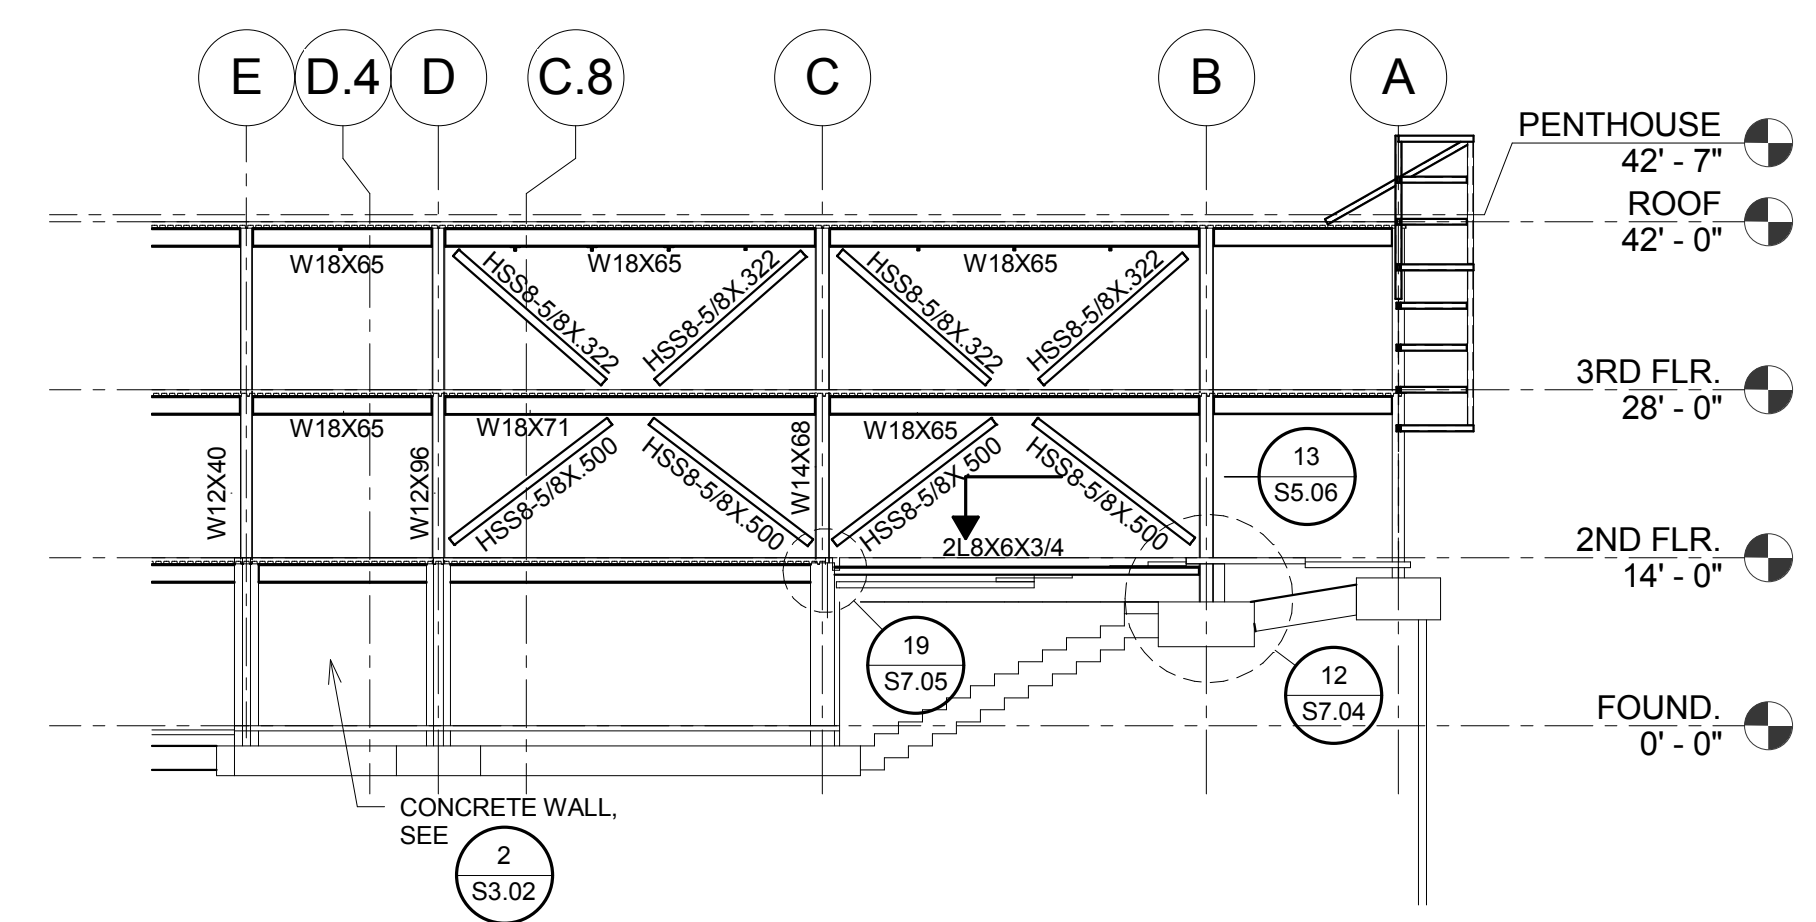 E
D.4
D
C.8
C
B
A
PENTHOUSE
42' - 7"
ROOF
42' - 0"
W18X65
HSS8-5/8X.322
W18X65
HSS8-5/8X.322
HSS8-5/8X.322
W18X65
HSS8-5/8X.322
3RD FLR.
28' - 0"
W18X65
W18X71
W18X65
W12X40
W12X96
HSS8-5/8X.500
HSS8-5/8X.500
W14X68
HSS8-5/8X.500
HSS8-5/8X.500
13
S5.06
2L8X6X3/4
2ND FLR.
14' - 0"
19
S7.05
12
S7.04
FOUND.
0' - 0"
CONCRETE WALL,
SEE
2
S3.02